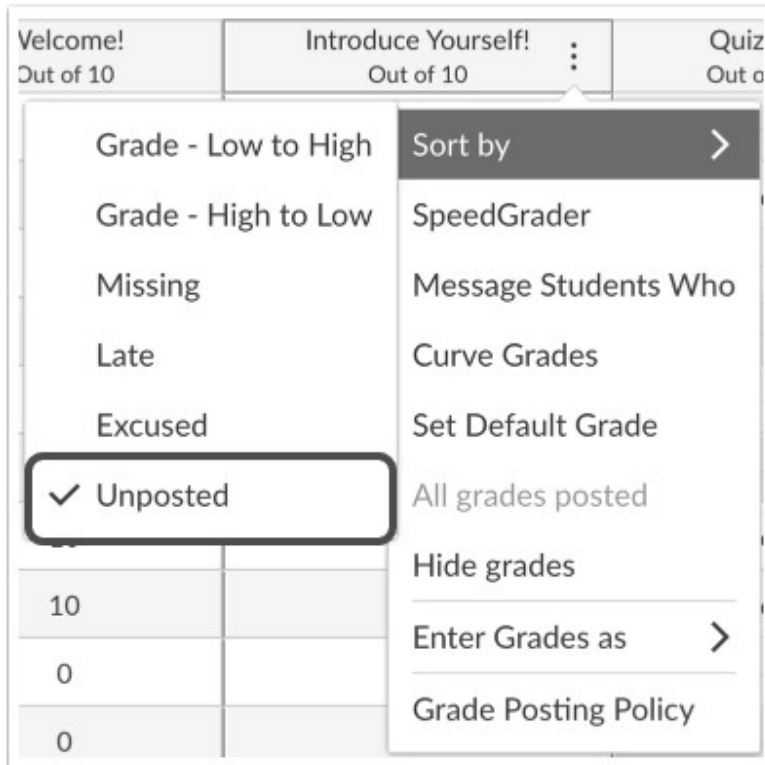 Welcome!
Out of 10
Introduce Yourself!
Out of 10
Quiz
Out o
Grade - Low to High
Grade - High to Low
Missing
Late
Excused
Unposted
Sort by
SpeedGrader
Message Students Who
Curve Grades
Set Default Grade
All grades posted
Hide grades
Enter Grades as
Grade Posting Policy
10
0
0